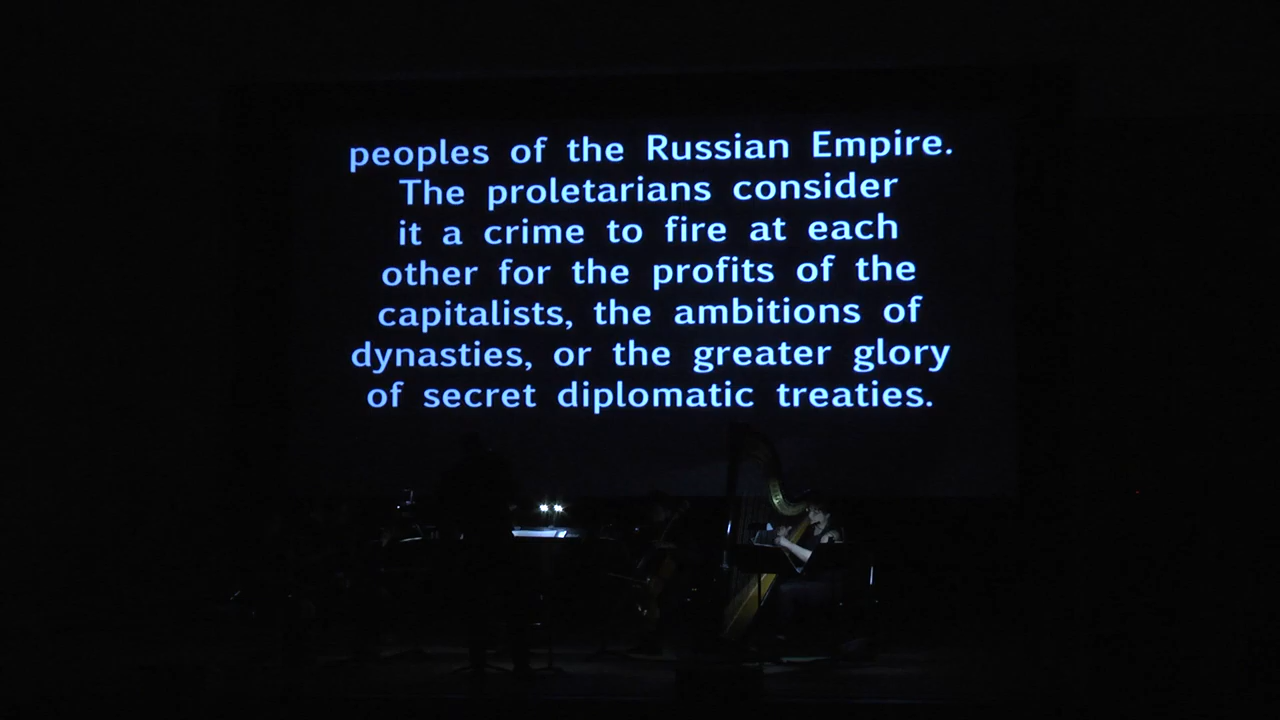 peoples of the Russian Empire.
The proletarians consider
it a crime to fire at each
other for the profits of the
capitalists, the ambitions of
dynasties, or the greater glory
of secret diplomatic treaties.